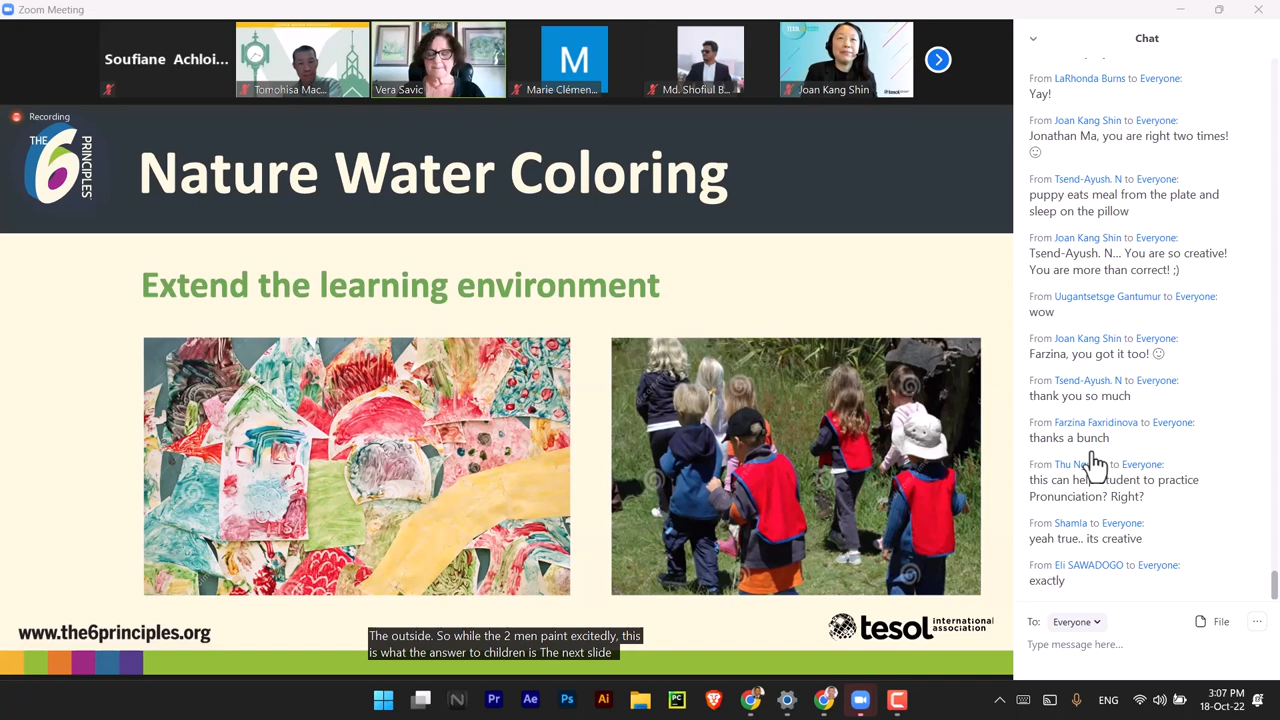 Zoom Meeting
Soufiane Achloi...
Tomohisa Mac...
Vera Savic
M
Marie Clémen...
Md. Shofiul B...
Joan Kang Shin
Recording
THE 6 PRINCIPLES
Nature Water Coloring
Extend the learning environment
www.the6principles.org
tesol international association
The outside. So while the 2 men paint excitedly, this
is what the answer to children is The next slide
Chat
From LaRhonda Burns to Everyone:
Yay!
From Joan Kang Shin to Everyone:
Jonathan Ma, you are right two times!
From Tsend-Ayush. N to Everyone:
puppy eats meal from the plate and
sleep on the pillow
From Joan Kang Shin to Everyone:
Tsend-Ayush. N... You are so creative!
You are more than correct! ;)
From Uugantsetsge Gantumur to Everyone:
wow
From Joan Kang Shin to Everyone:
Farzina, you got it too!
From Tsend-Ayush. N to Everyone:
thank you so much
From Farzina Faxridinova to Everyone:
thanks a bunch
From Thu to Everyone:
this can student to practice
Pronunciation? Right?
From Shamla to Everyone:
yeah true.. its creative
From Eli SAWADOGO to Everyone:
exactly
To: Everyone
File
Type message here...
N
Pr
Ae
Ps
Ai
PC
ENG
3:07 PM
18-Oct-22